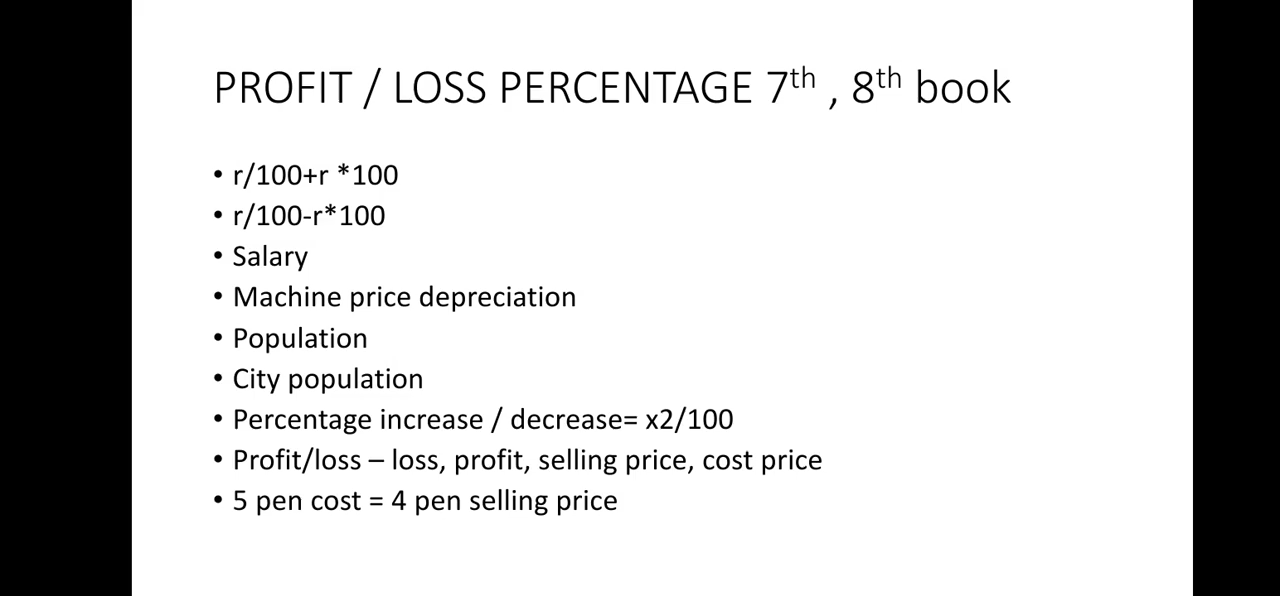 PROFIT / LOSS PERCENTAGE 7th , 8th book
• r/100+r *100
• r/100-r*100
• Salary
• Machine price depreciation
• Population
• City population
• Percentage increase / decrease= x2/100
• Profit/loss – loss, profit, selling price, cost price
• 5 pen cost = 4 pen selling price